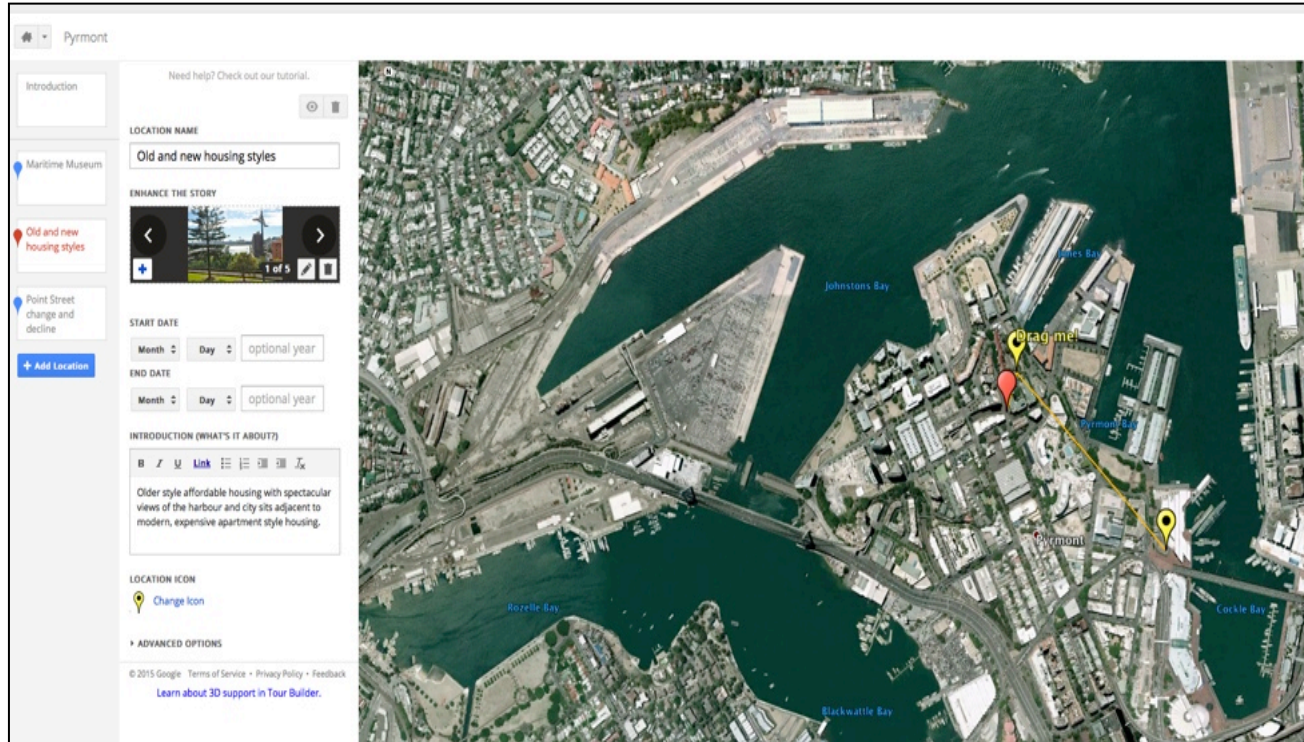 Pyrmont
Introduction
Maritime Museum
Old and new
housing styles
Point Street
change and
decline
+ Add Location
Need help? Check out our tutorial.
LOCATION NAME
Old and new housing styles
ENHANCE THE STORY
1 of 5
START DATE
Month Day optional year
END DATE
Month Day optional year
INTRODUCTION (WHAT'S IT ABOUT?)
B I U Link
Older style affordable housing with spectacular
views of the harbour and city sits adjacent to
modern, expensive apartment style housing.
LOCATION ICON
Change Icon
ADVANCED OPTIONS
© 2015 Google Terms of Service • Privacy Policy • Feedback
Learn about 3D support in Tour Builder.
N
Jones Bay
Johnstons Bay
Drag me!
Pyrmont Bay
Pyrmont
Rozelle Bay
Cockle Bay
Blackwattle Bay